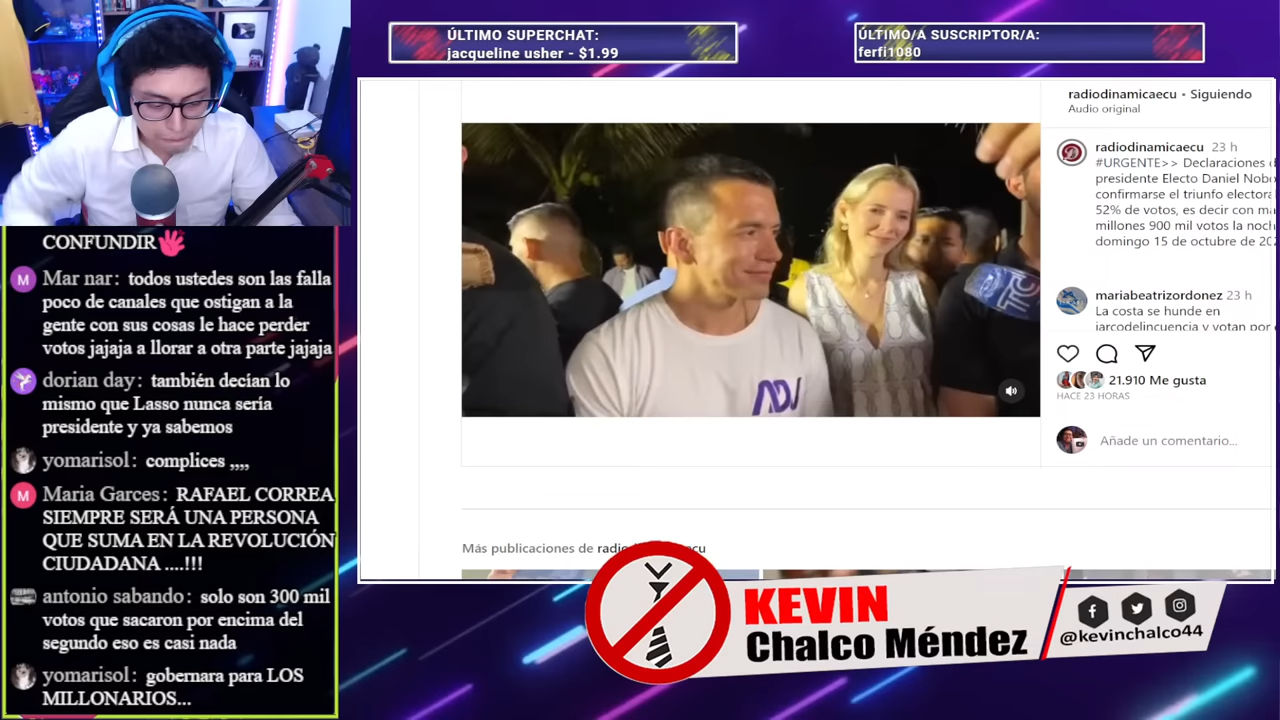 ÚLTIMO SUPERCHAT:
jacqueline usher - $1.99
ÚLTIMO/A SUSCRIPTOR/A:
ferfi1080
CONFUNDIR
Mar nar: todos ustedes son las falla
poco de canales que ostigan a la
gente con sus cosas le hace perder
votos jajaja a llorar a otra parte jajaja
dorian day: también decían lo
mismo que Lasso nunca sería
presidente y ya sabemos
yomarisol: complices ,,,,
Maria Garces: RAFAEL CORREA
SIEMPRE SERÁ UNA PERSONA
QUE SUMA EN LA REVOLUCIÓN
CIUDADANA ....!!!
antonio sabando: solo son 300 mil
votos que sacaron por encima del
segundo eso es casi nada
yomarisol: gobernara para LOS
MILLONARIOS...
radiodinamicaecu • Siguiendo
Audio original
radiodinamicaecu 23 h
#URGENTE>> Declaraciones
presidente Electo Daniel Nobo
confirmarse el triunfo electora
52% de votos, es decir con
millones 900 mil votos la noch
domingo 15 de octubre de 20
mariabeatrizordonez 23 h
La costa se hunde en
iarcodelincuencia y votan por
21.910 Me gusta
HACE 23 HORAS
Añade un comentario...
ADN
Más publicaciones de
KEVIN
Chalco Méndez
@kevinchalco44